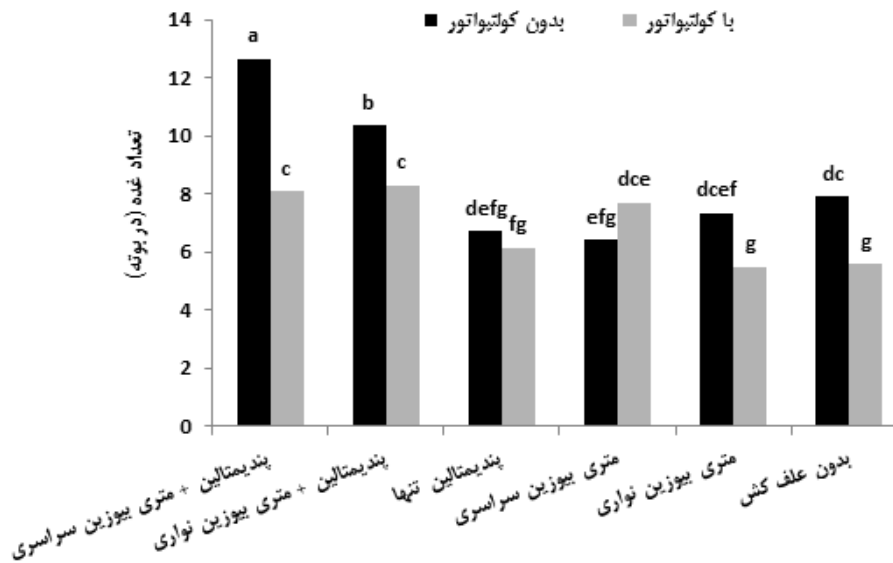 بدون کولتیواتور
با کولتیواتور
تعداد غده (در بوته)
14
12
10
8
6
4
2
0
a
c
b
c
defg
fg
efg
dce
dcef
g
dc
g
پندیمتالین + متری بیوزین سراسری
پندیمتالین + متری بیوزین نواری
پندیمتالین تنها
متری بیوزین سراسری
متری بیوزین نواری
بدون علف کش